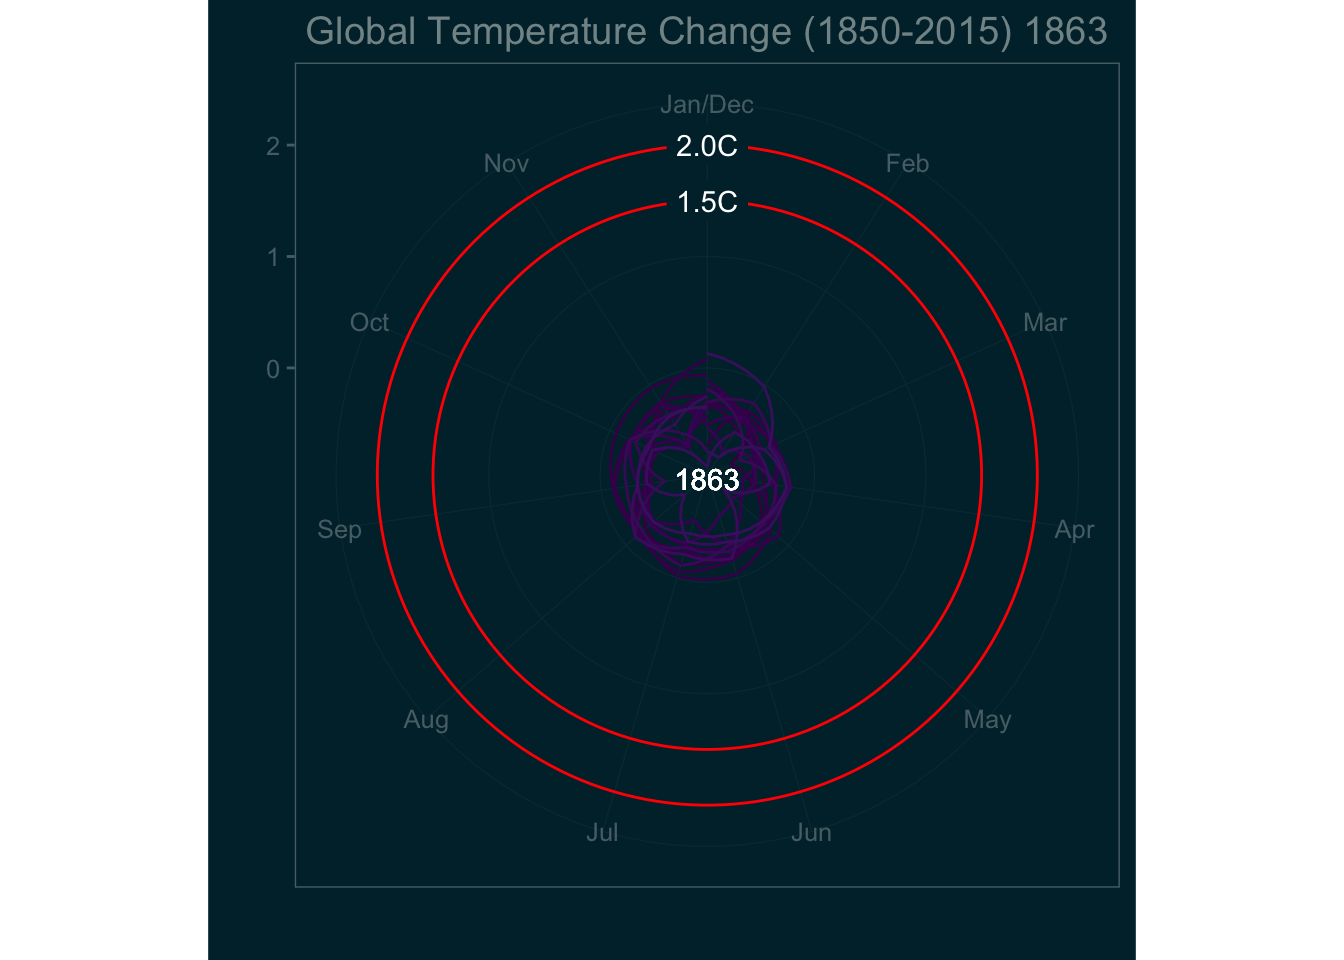 Global Temperature Change (1850-2015) 1863
Jan/Dec
2
2.0C
Nov
Feb
1.5C
1
Oct
Mar
0
1863
Sep
Apr
Aug
May
Jul
Jun